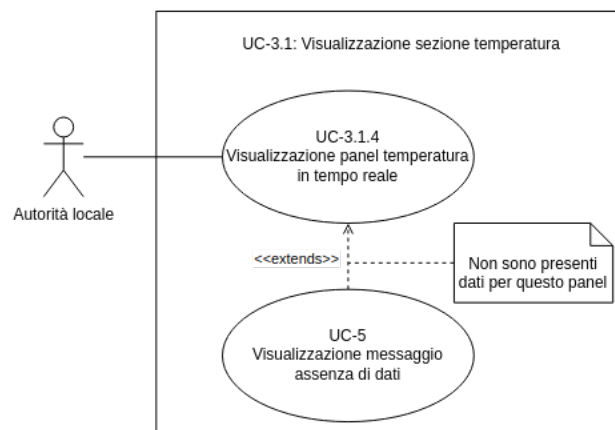 UC-3.1: Visualizzazione sezione temperatura
UC-3.1.4
Visualizzazione panel temperatura
in tempo reale
Autorità locale
<<extends>>
Non sono presenti
dati per questo panel
UC-5
Visualizzazione messaggio
assenza di dati